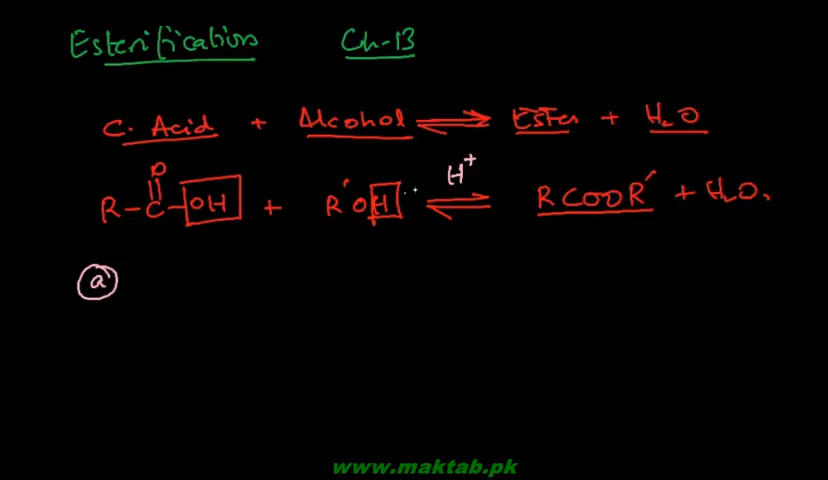 Esterification Ch-13
C. Acid + Alcohol ⇌ Ester + H₂O
O
R-C-OH + R'OH ⇌ H⁺ RCOOR' + H₂O.
ⓐ
www.maktab.pk